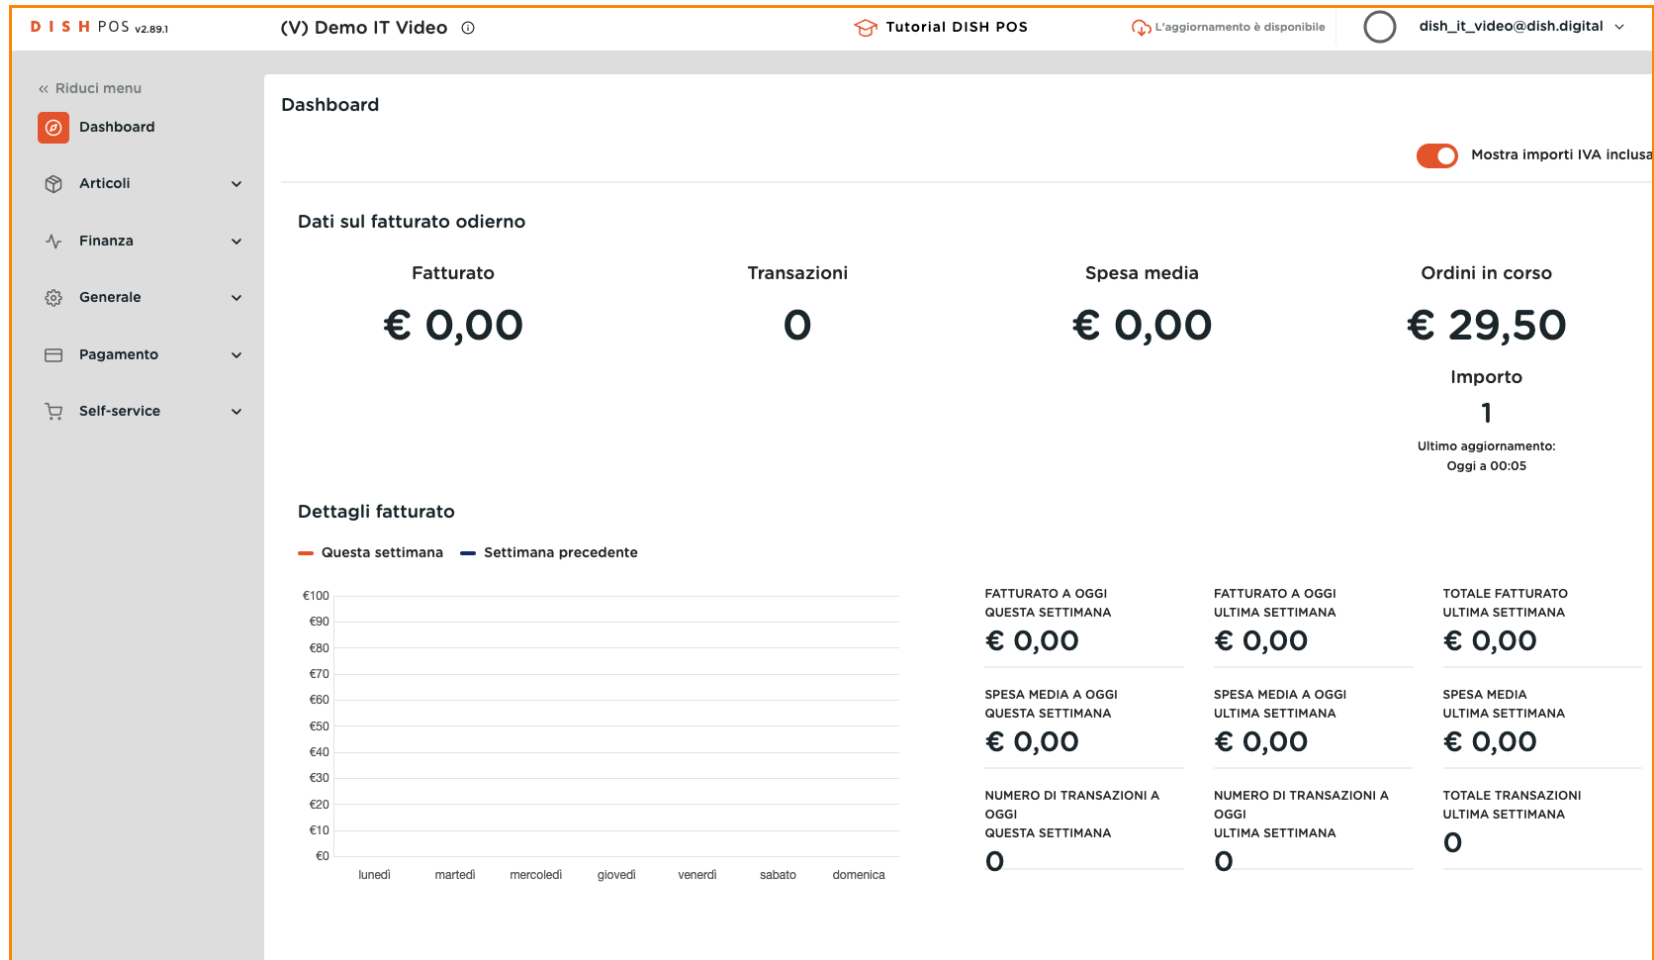 DISH POS v2.89.1
(V) Demo IT Video
Tutorial DISH POS
L'aggiornamento è disponibile
dish_it_video@dish.digital
« Riduci menu
Dashboard
Articoli
Finanza
Generale
Pagamento
Self-service
Dashboard
Mostra importi IVA inclusa
Dati sul fatturato odierno
Fatturato
€ 0,00
Transazioni
0
Spesa media
€ 0,00
Ordini in corso
€ 29,50
Importo
1
Ultimo aggiornamento:
Oggi a 00:05
Dettagli fatturato
Questa settimana
Settimana precedente
€100
€90
€80
€70
€60
€50
€40
€30
€20
€10
€0
lunedì martedì mercoledì giovedì venerdì sabato domenica
FATTURATO A OGGI
QUESTA SETTIMANA
€ 0,00
FATTURATO A OGGI
ULTIMA SETTIMANA
€ 0,00
TOTALE FATTURATO
ULTIMA SETTIMANA
€ 0,00
SPESA MEDIA A OGGI
QUESTA SETTIMANA
€ 0,00
SPESA MEDIA A OGGI
ULTIMA SETTIMANA
€ 0,00
SPESA MEDIA
ULTIMA SETTIMANA
€ 0,00
NUMERO DI TRANSAZIONI A
OGGI
QUESTA SETTIMANA
0
NUMERO DI TRANSAZIONI A
OGGI
ULTIMA SETTIMANA
0
TOTALE TRANSAZIONI
ULTIMA SETTIMANA
0